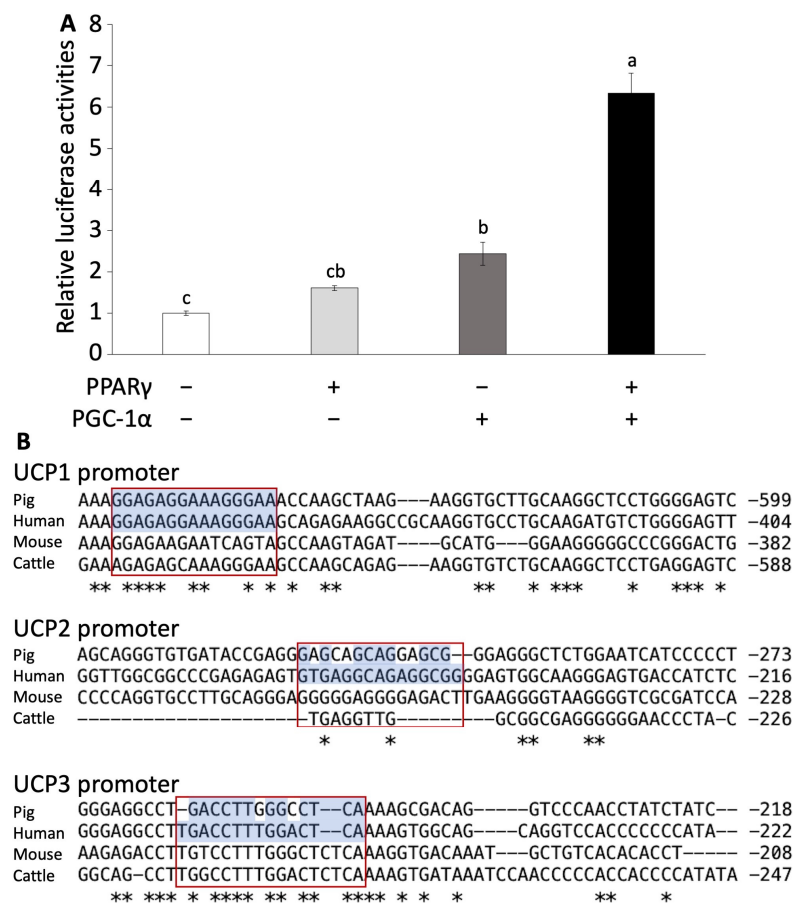 A
8
7
6
5
4
3
2
1
0
Relative luciferase activities
c
cb
b
a
PPARγ − + − +
PGC-1α − − + +
B
UCP1 promoter
Pig AAAGGAGAGGAAAGGGAAACCAAGCTAAG---AAGGTGCTTGCAAGGCTCCTGGGGAGTC -599
Human AAAGGAGAGGAAAGGGAAGCAGAGAAGGCCGCAAGGTGCCTGCAAGATGTCTGGGGAGTT -404
Mouse AAAGGAGAAGAATCAGTAGCCAAGTAGAT----GCATG---GGAAGGGGGCCCGGGACTG -382
Cattle GAAAGAGAGCAAAGGGAAGCCAAGCAGAG---AAGGTGTCTGCAAGGCTCCTGAGGAGTC -588
** **** ** * * * ** ** * *** * *** *
UCP2 promoter
Pig AGCAGGGTGTGATACCGAGGGAGCAGCAGGAGCG--GGAGGGCTCTGGAATCATCCCCCT -273
Human GGTTGGCGGCCCGAGAGAGTGTGAGGCAGAGGCGGGGAGTGGCAAGGGAGTGACCATCTC -216
Mouse CCCCAGGTGCCTTGCAGGGAGGGGGAGGGGAGACTTGAAGGGGTAAGGGGTCGCGATCCA -228
Cattle ---------------------TGAGGTTG---------GCGGCGAGGGGGGAACCCTA-C -226
* * ** **
UCP3 promoter
Pig GGGAGGCCT-GACCTTGGGCCT--CAAAAGCGACAG-----GTCCCAACCTATCTATC-- -218
Human GGGAGGCCTTGACCTTTGGACT--CAAAAGTGGCAG----CAGGTCCACCCCCCCATA-- -222
Mouse AAGAGACCTTGTCCTTTGGGCTCTCAAAGGTGACAAAT---GCTGTCACACACCT----- -208
Cattle GGCAG-CCTTGGCCTTTGGACTCTCAAAAGTGATAAATCCAACCCCCACCACCCCATATA -247
** *** * **** ** ** **** * * * ** *